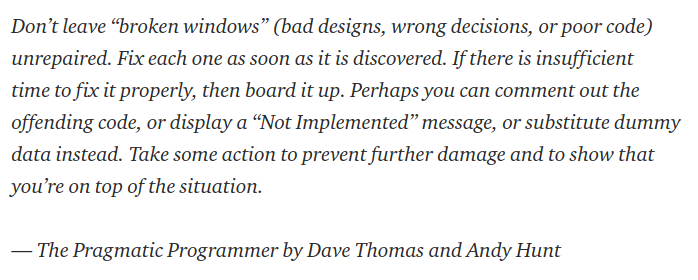 Don’t leave “broken windows” (bad designs, wrong decisions, or poor code)
unrepaired. Fix each one as soon as it is discovered. If there is insufficient
time to fix it properly, then board it up. Perhaps you can comment out the
offending code, or display a “Not Implemented” message, or substitute dummy
data instead. Take some action to prevent further damage and to show that
you’re on top of the situation.
— The Pragmatic Programmer by Dave Thomas and Andy Hunt